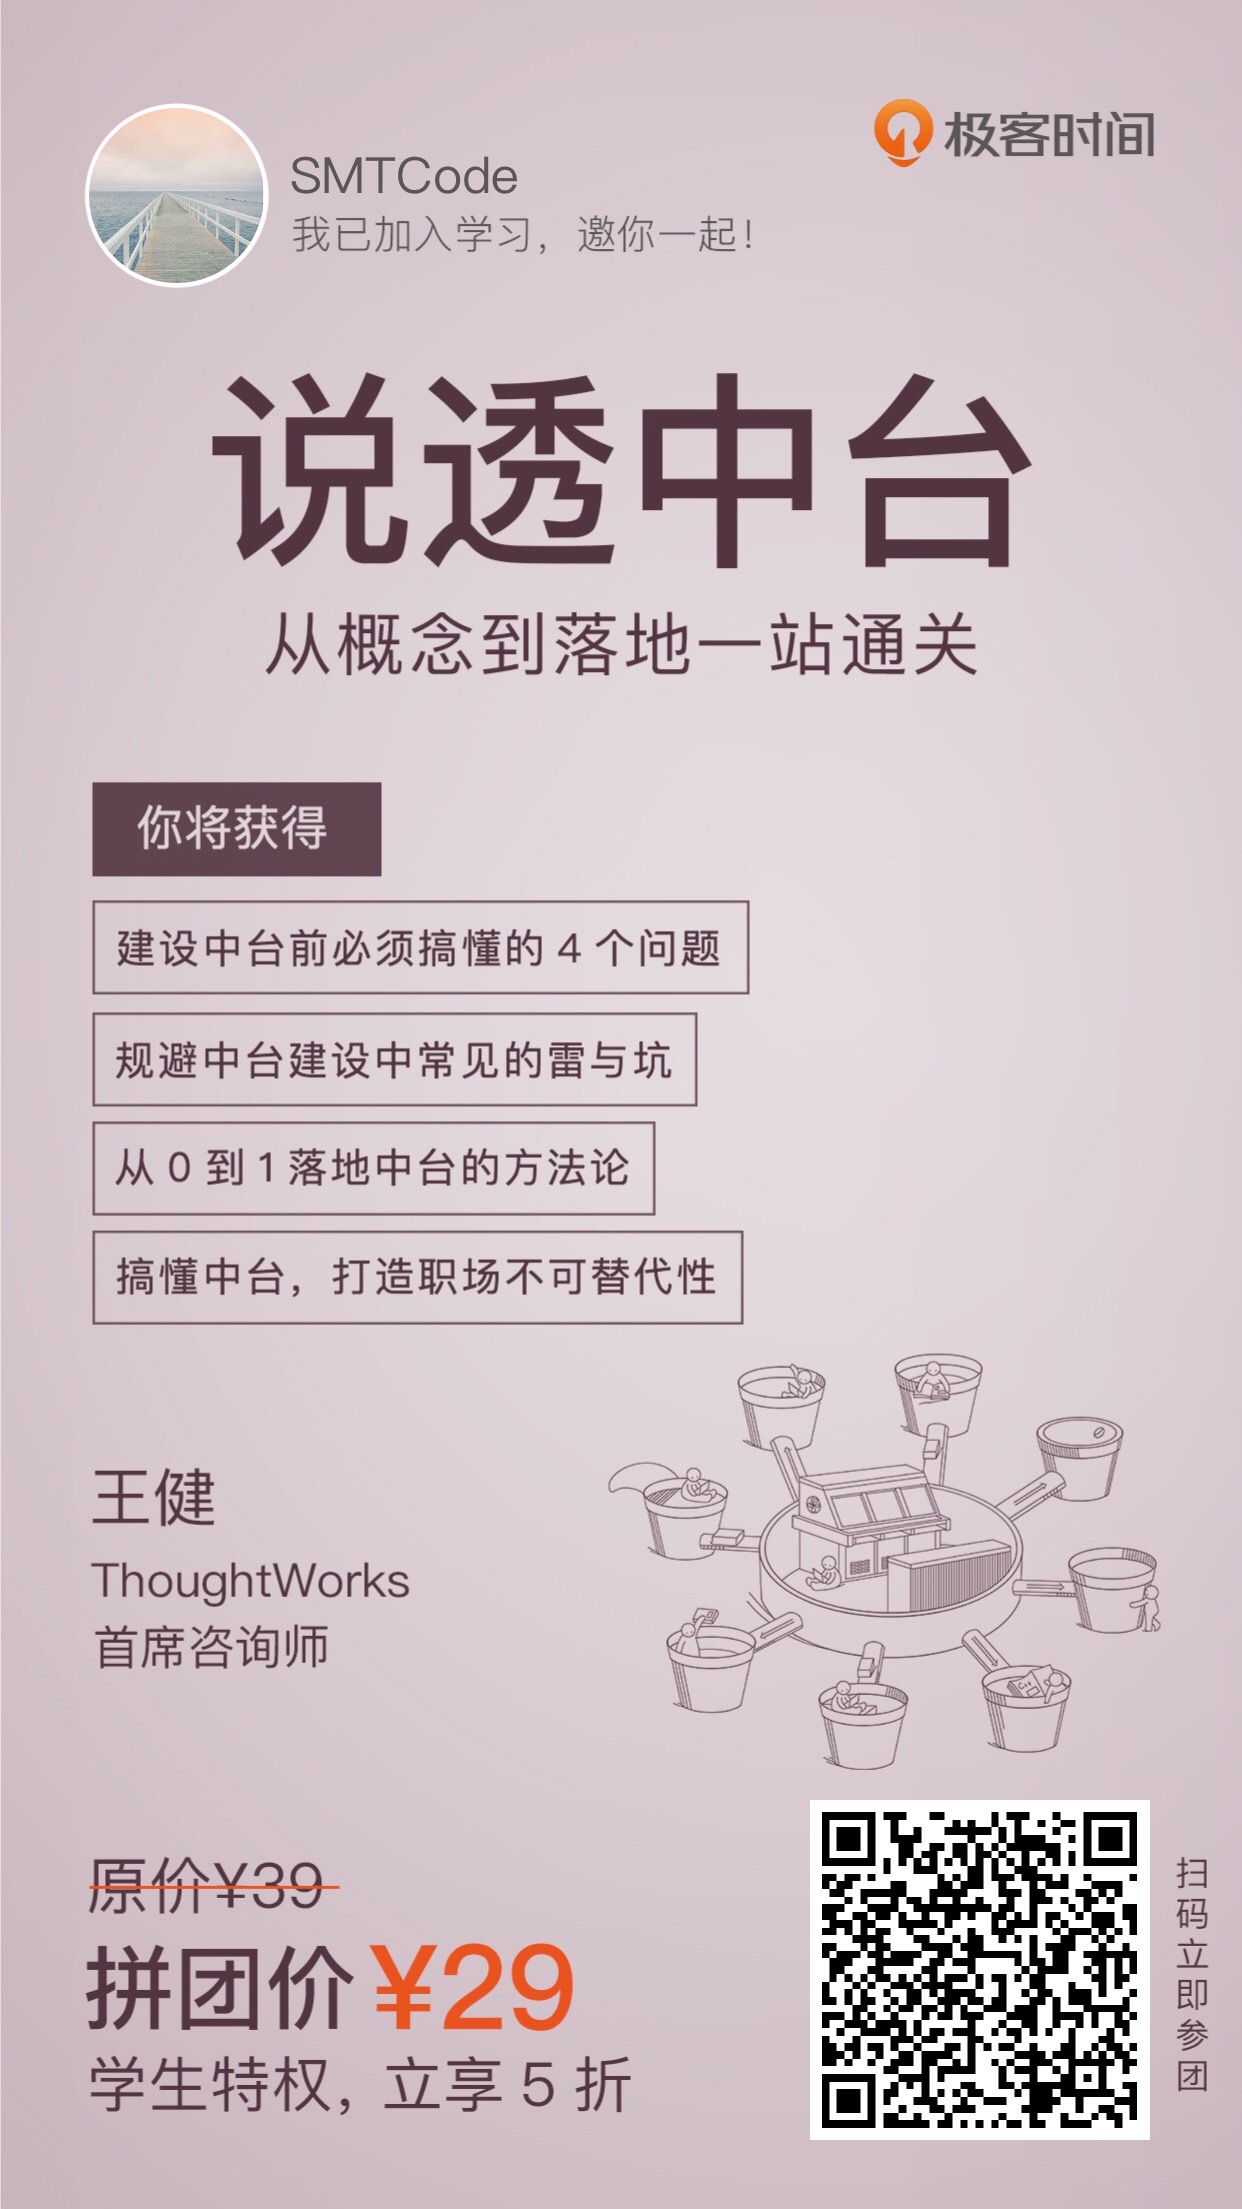 极客时间
SMTCode
我已加入学习，邀你一起！
说透中台
从概念到落地一站通关
你将获得
建设中台前必须搞懂的 4 个问题
规避中台建设中常见的雷与坑
从 0 到 1 落地中台的方法论
搞懂中台，打造职场不可替代性
王健
ThoughtWorks
首席咨询师
原价¥39
拼团价¥29
学生特权，立享 5 折
扫码立即参团